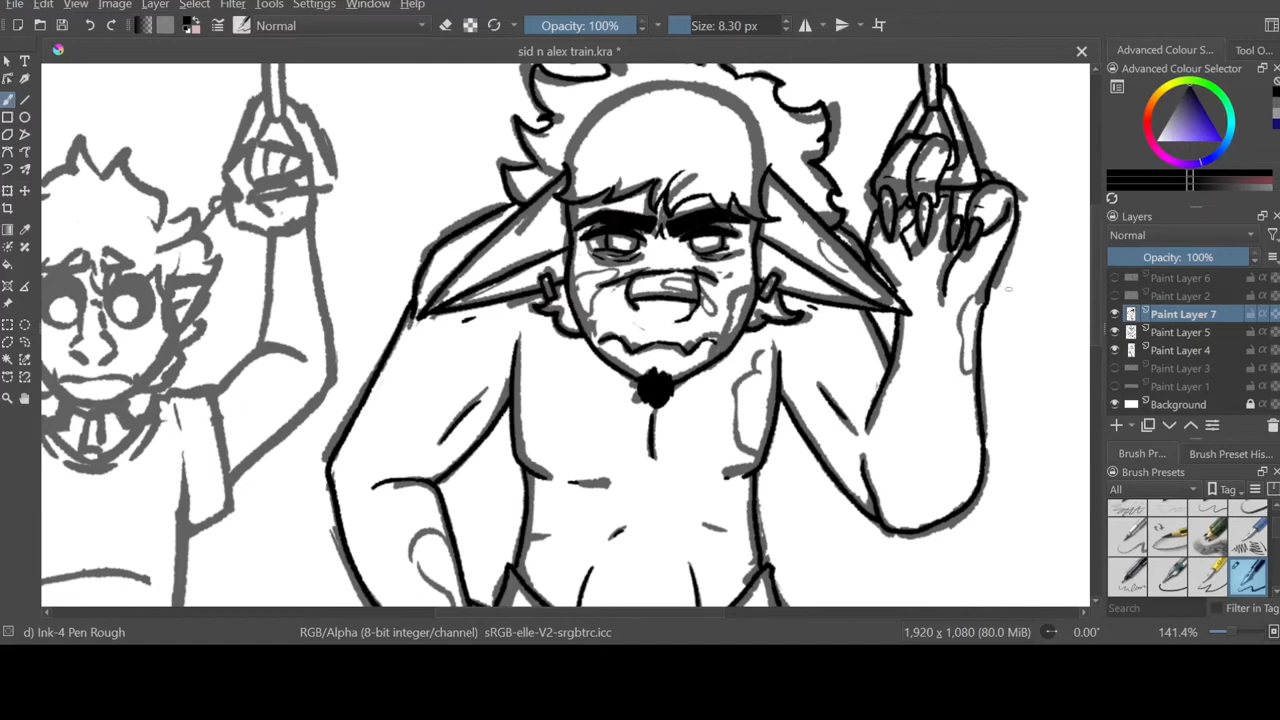 File Edit View Image Layer Select Filter Tools Settings Window Help
Normal
Opacity: 100%
Size: 8.30 px
sid n alex train.kra *
Advanced Colour S...
Tool O...
Advanced Colour Selector
Layers
Normal
Opacity: 100%
Paint Layer 6
Paint Layer 2
Paint Layer 7
Paint Layer 5
Paint Layer 4
Paint Layer 3
Paint Layer 1
Background
Brush Pr...
Brush Preset His...
Brush Presets
All
Tag
Search
Filter in Tag
d) Ink-4 Pen Rough
RGB/Alpha (8-bit integer/channel) sRGB-elle-V2-srgbtrc.icc
1,920 x 1,080 (80.0 MiB)
0.00°
141.4%